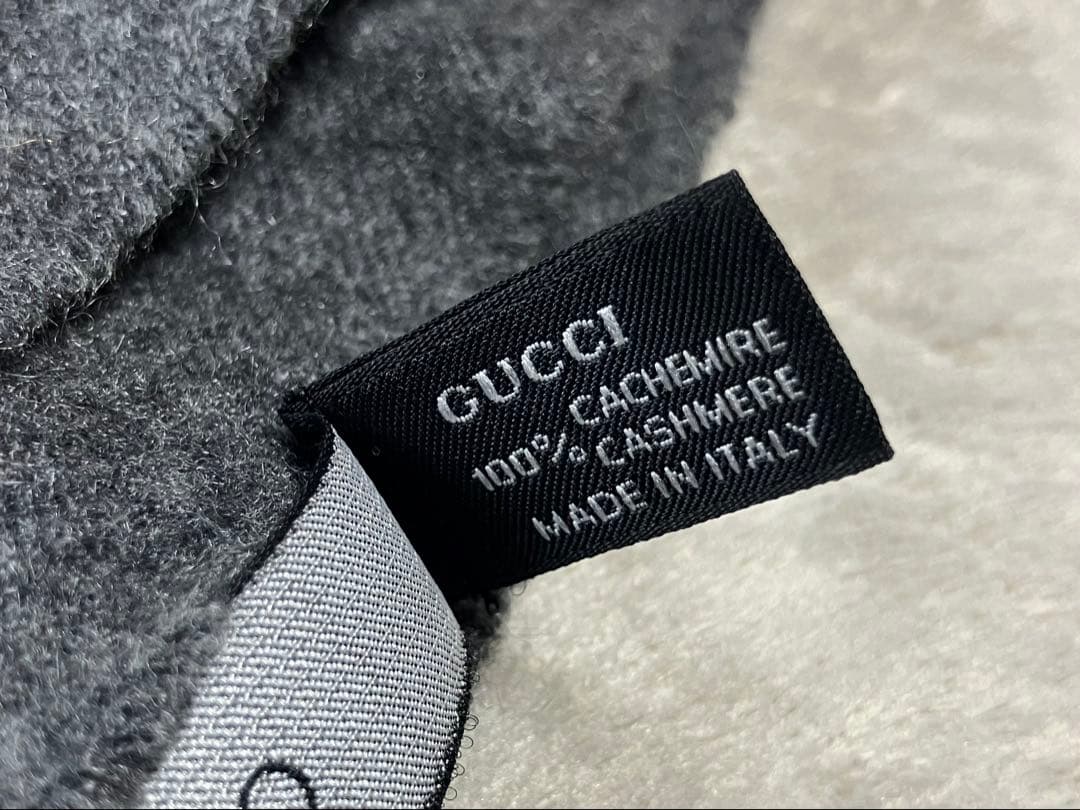 GUCCI
CACHEMIRE
100% CASHMERE
MADE IN ITALY